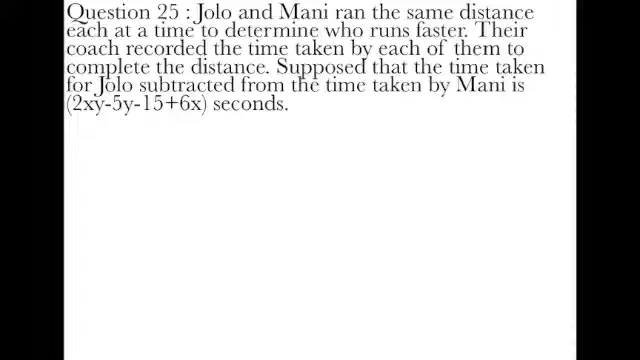 Question 25 : Jolo and Mani ran the same distance
each at a time to determine who runs faster. Their
coach recorded the time taken by each of them to
complete the distance. Supposed that the time taken
for Jolo subtracted from the time taken by Mani is
(2xy-5y-15+6x) seconds.